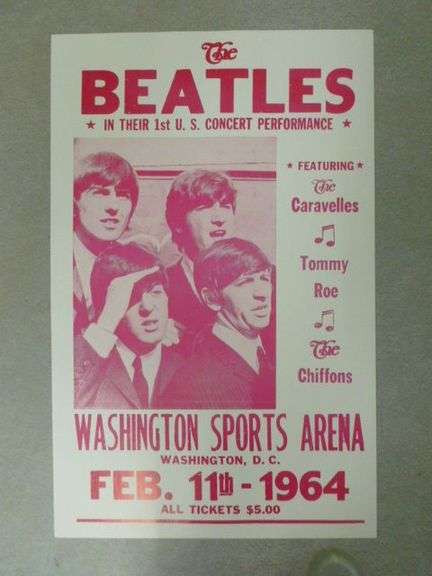 The
BEATLES
★ IN THEIR 1st U. S. CONCERT PERFORMANCE ★
★ FEATURING ★
The
Caravelles
Tommy
Roe
The
Chiffons
WASHINGTON SPORTS ARENA
WASHINGTON, D. C.
FEB. 11th - 1964
ALL TICKETS $5.00